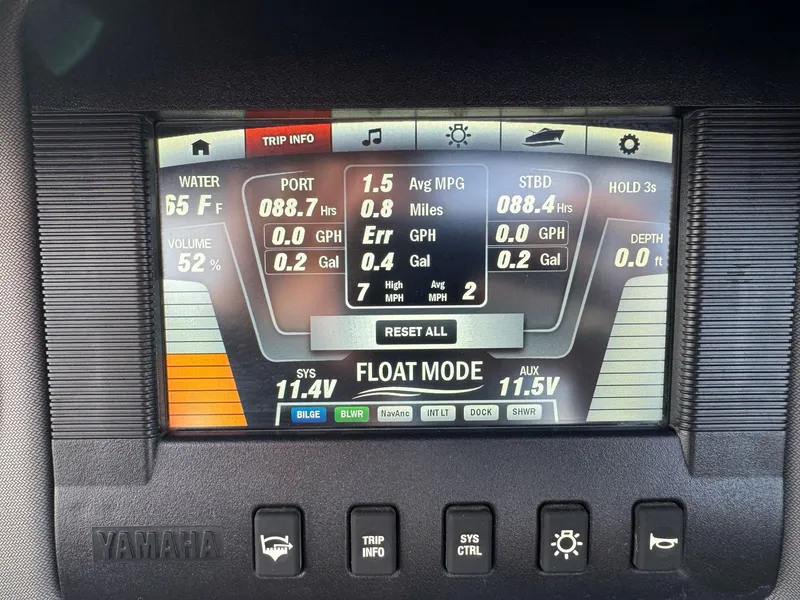 TRIP INFO
WATER
65 F F
VOLUME
52 %
PORT
088.7 Hrs
0.0 GPH
0.2 Gal
1.5 Avg MPG
0.8 Miles
Err GPH
0.4 Gal
7 High MPH Avg MPH 2
STBD
088.4 Hrs
0.0 GPH
0.2 Gal
HOLD 3s
DEPTH
0.0 ft
RESET ALL
SYS
11.4V
FLOAT MODE
AUX
11.5V
BILGE BLWR NavAnc INT LT DOCK SHWR
YAMAHA
TRIP
INFO
SYS
CTRL